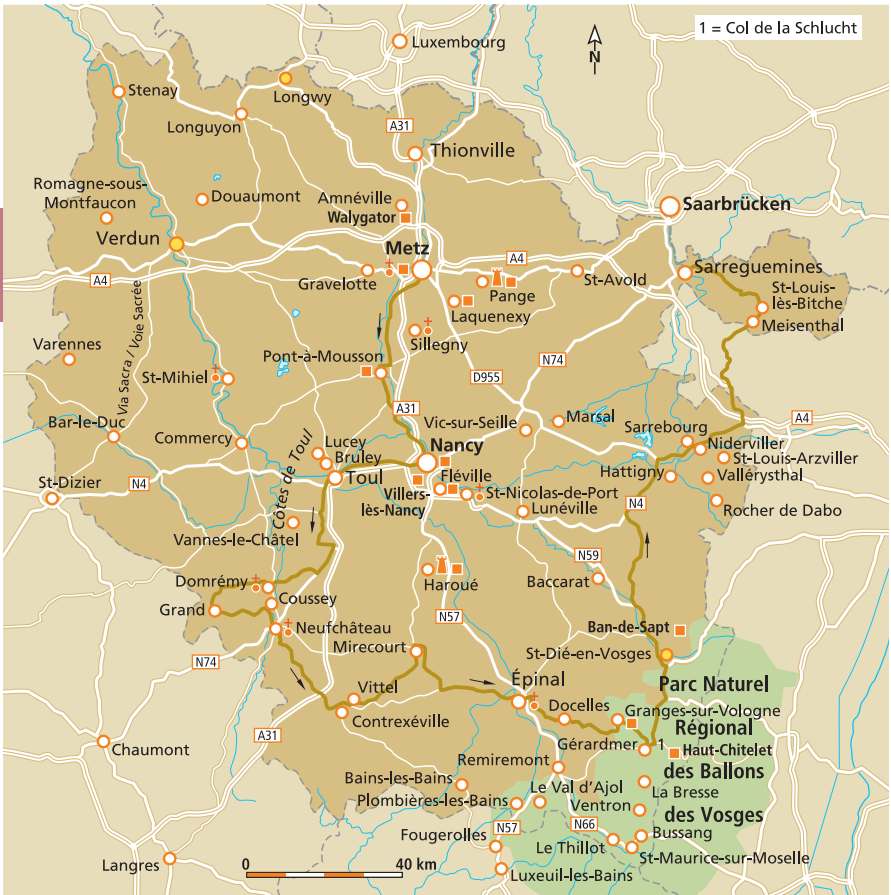 1 = Col de la Schlucht
N
Luxembourg
Stenay
Longwy
Longuyon
A31
Thionville
Romagne-sous-
Montfaucon
Douaumont
Amnéville
Walygator
Saarbrücken
Verdun
Metz
A4
A4
Gravelotte
St-Avold
Sarreguemines
Pange
Laquenexy
St-Louis-
lès-Bitche
Meisenthal
Via Sacra / Voie Sacrée
Varennes
Sillegny
Pont-à-Mousson
N74
St-Mihiel
D955
A31
Vic-sur-Seille
Marsal
A4
Bar-le-Duc
Commercy
Sarrebourg
Lucey
Bruley
Nancy
Niderviller
St-Louis-Arzviller
Côtes de Toul
Toul
Fléville
Hattigny
Vallérysthal
St-Dizier
N4
Villers-
lès-Nancy
St-Nicolas-de-Port
Lunéville
N4
Rocher de Dabo
Vannes-le-Châtel
N59
Domrémy
Haroué
Baccarat
Coussey
Grand
N57
Neufchâteau
Ban-de-Sapt
Mirecourt
N74
St-Dié-en-Vosges
Épinal
Parc Naturel
Vittel
Docelles
Granges-sur-Vologne
Contrexéville
Régional
A31
Gérardmer
1
Haut-Chitelet
Chaumont
Remiremont
des Ballons
Bains-les-Bains
Le Val d'Ajol
La Bresse
Plombières-les-Bains
Ventron
des Vosges
N57
N66
Fougerolles
Bussang
Le Thillot
St-Maurice-sur-Moselle
Langres
0
40 km
Luxeuil-les-Bains